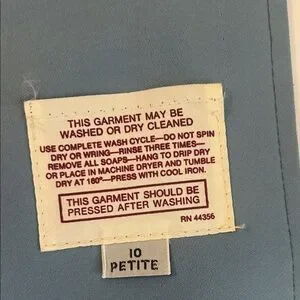 THIS GARMENT MAY BE
WASHED OR DRY CLEANED
USE COMPLETE WASH CYCLE—DO NOT SPIN
DRY OR WRING—RINSE THREE TIMES—
REMOVE ALL SOAPS—HANG TO DRIP DRY
OR PLACE IN MACHINE DRYER AND TUMBLE
DRY AT 160°—PRESS WITH COOL IRON.
THIS GARMENT SHOULD BE
PRESSED AFTER WASHING
RN 44356
10
PETITE